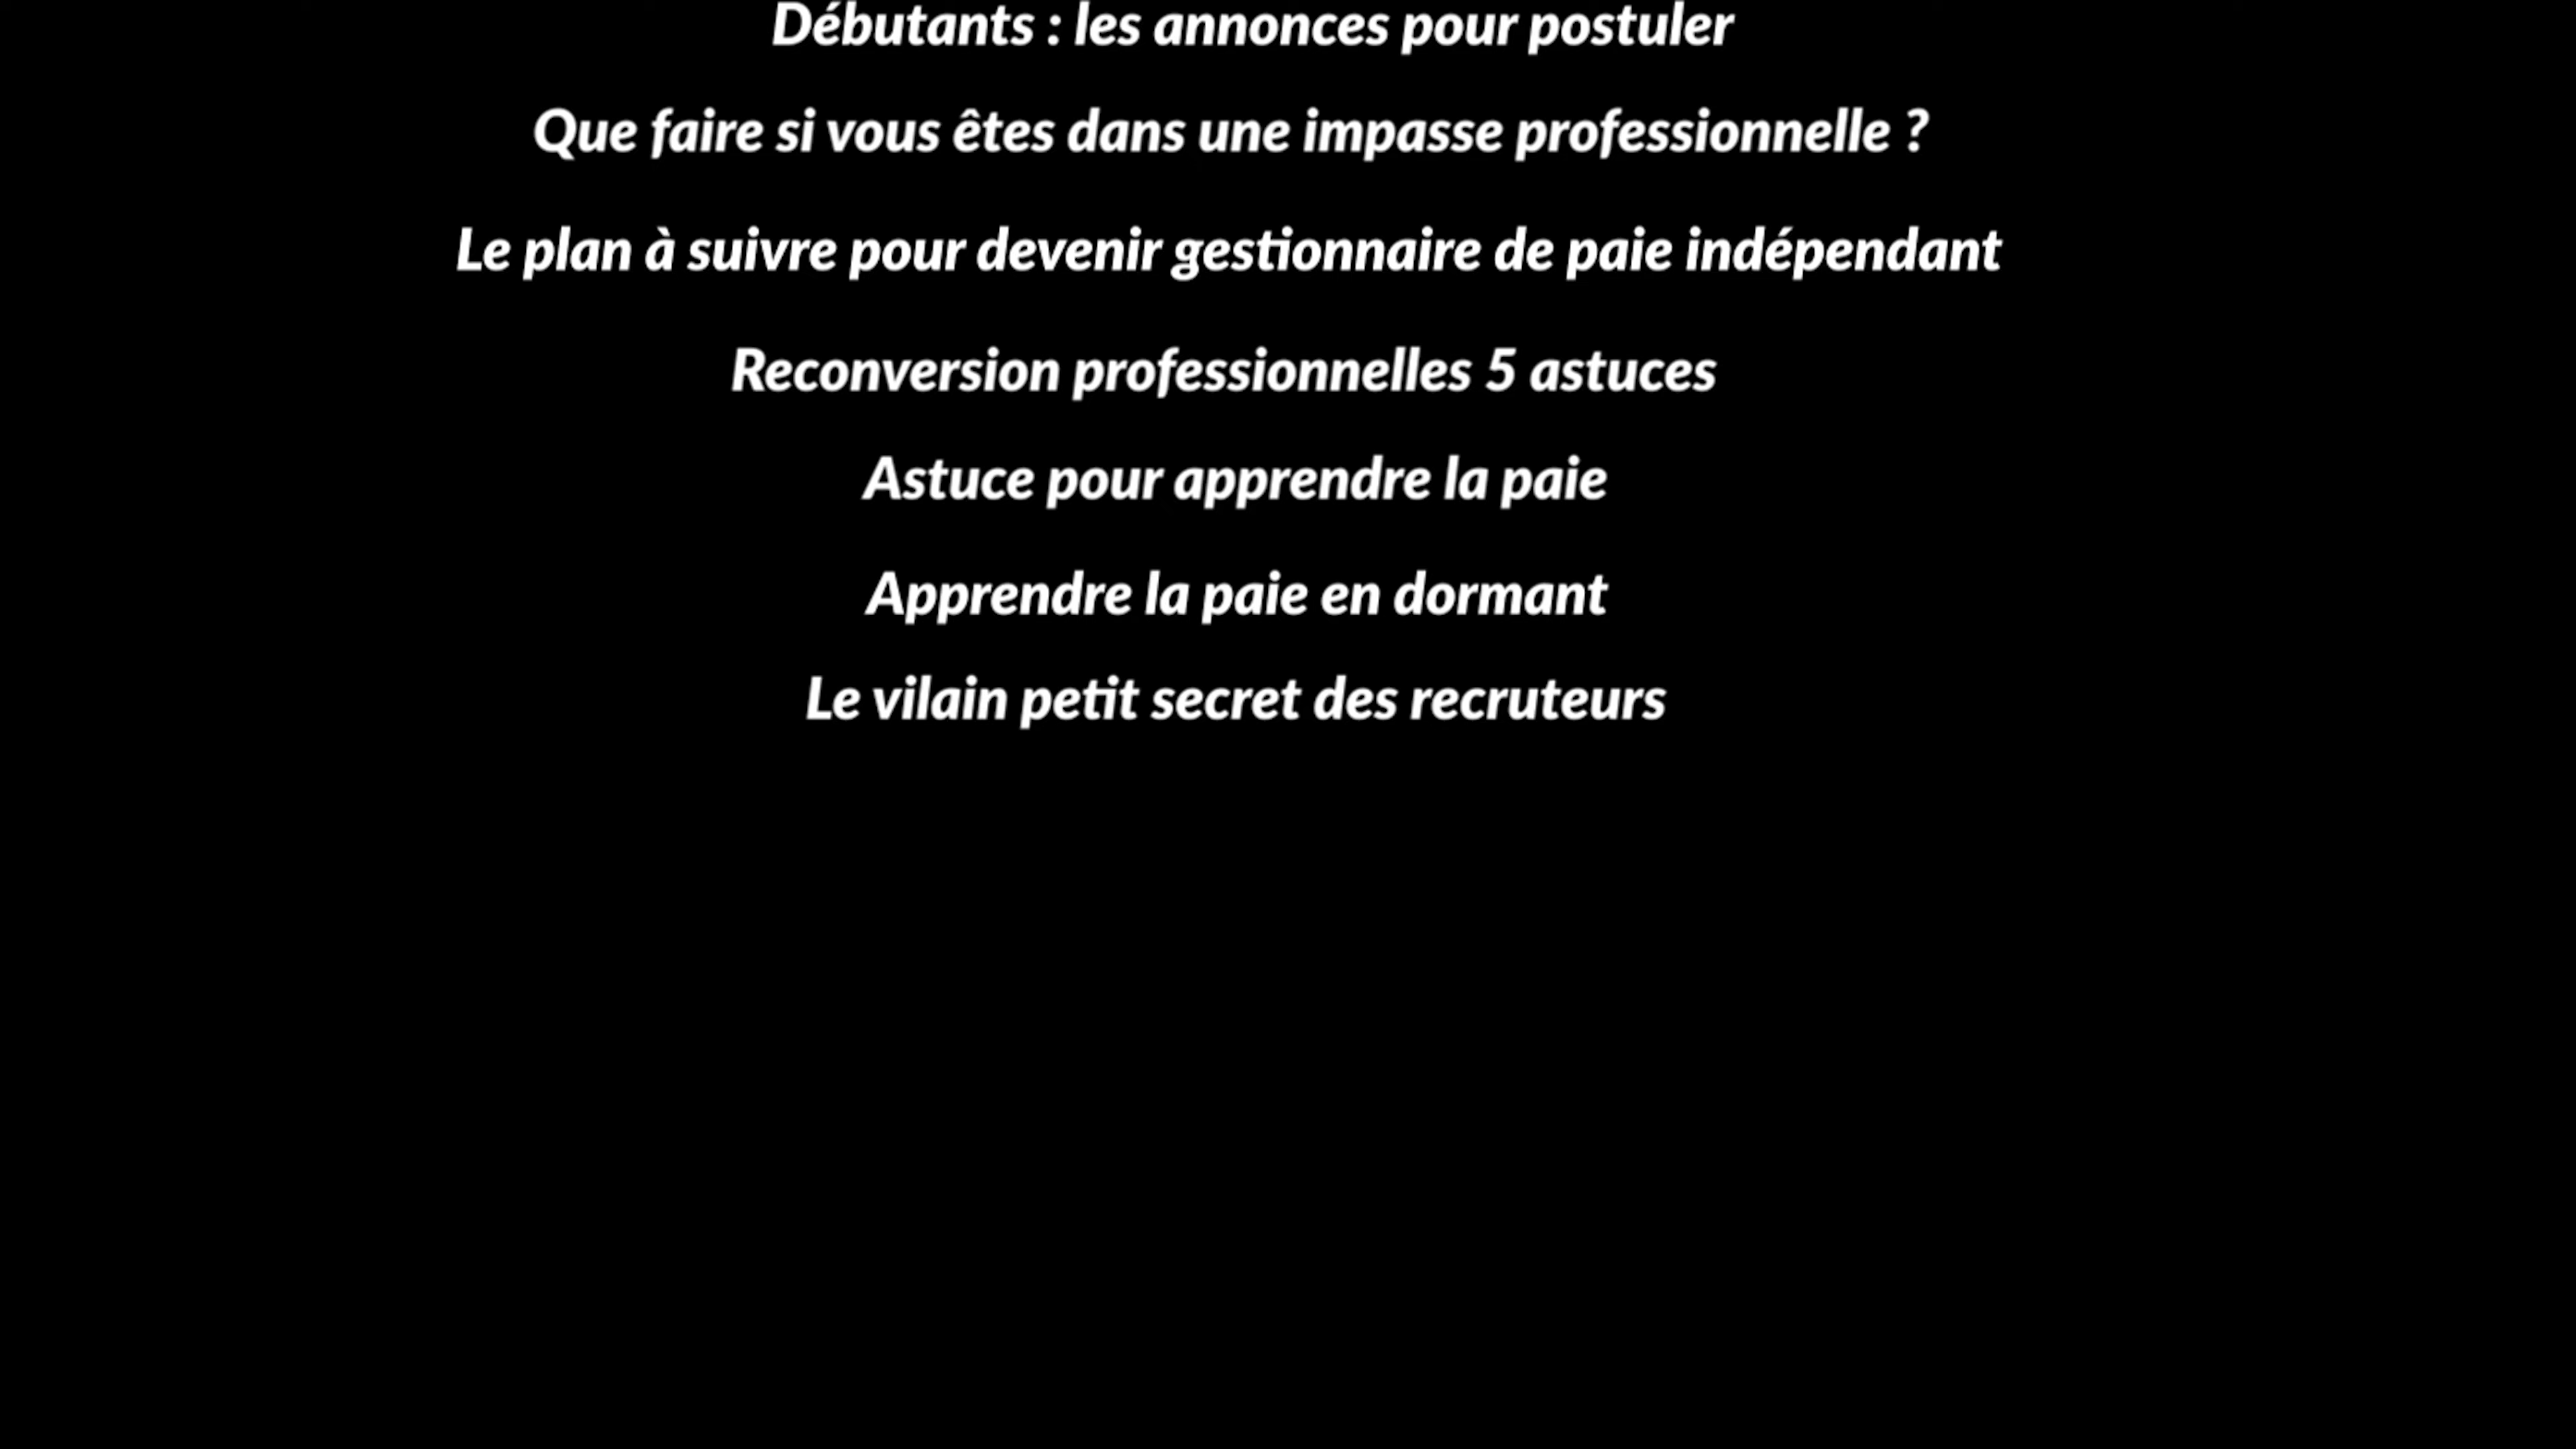 Débutants : les annonces pour postuler
Que faire si vous êtes dans une impasse professionnelle ?
Le plan à suivre pour devenir gestionnaire de paie indépendant
Reconversion professionnelles 5 astuces
Astuce pour apprendre la paie
Apprendre la paie en dormant
Le vilain petit secret des recruteurs